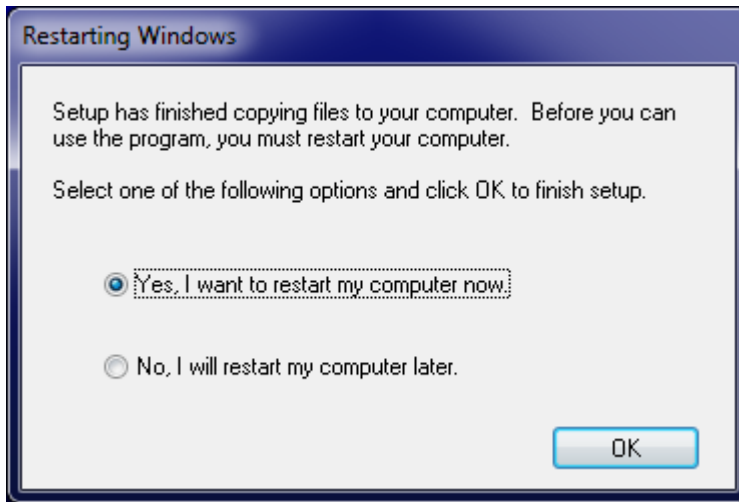 Restarting Windows
Setup has finished copying files to your computer.  Before you can
use the program, you must restart your computer.
Select one of the following options and click OK to finish setup.
Yes, I want to restart my computer now.
No, I will restart my computer later.
OK